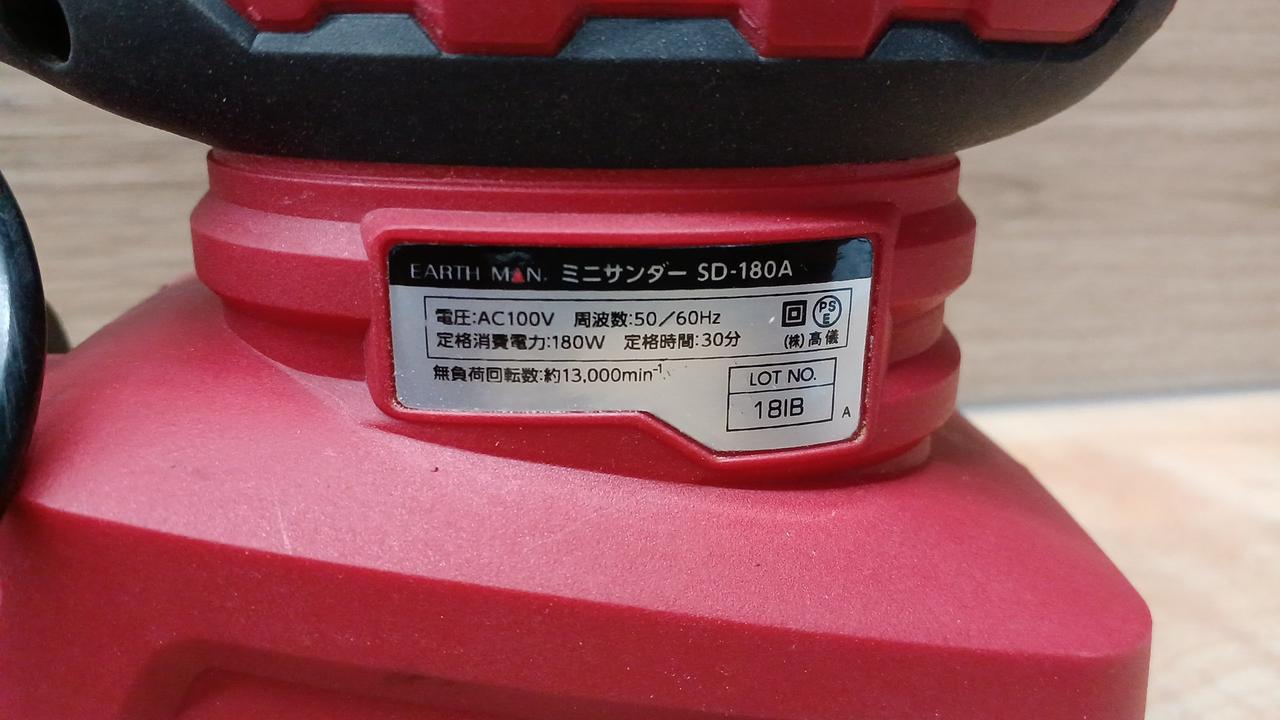 EARTH MAN. ミニサンダー SD-180A
電圧:AC100V 周波数:50/60Hz
PS
E
定格消費電力:180W 定格時間:30分 (株)髙儀
無負荷回転数:約13,000min⁻¹
LOT NO.
18IB
A